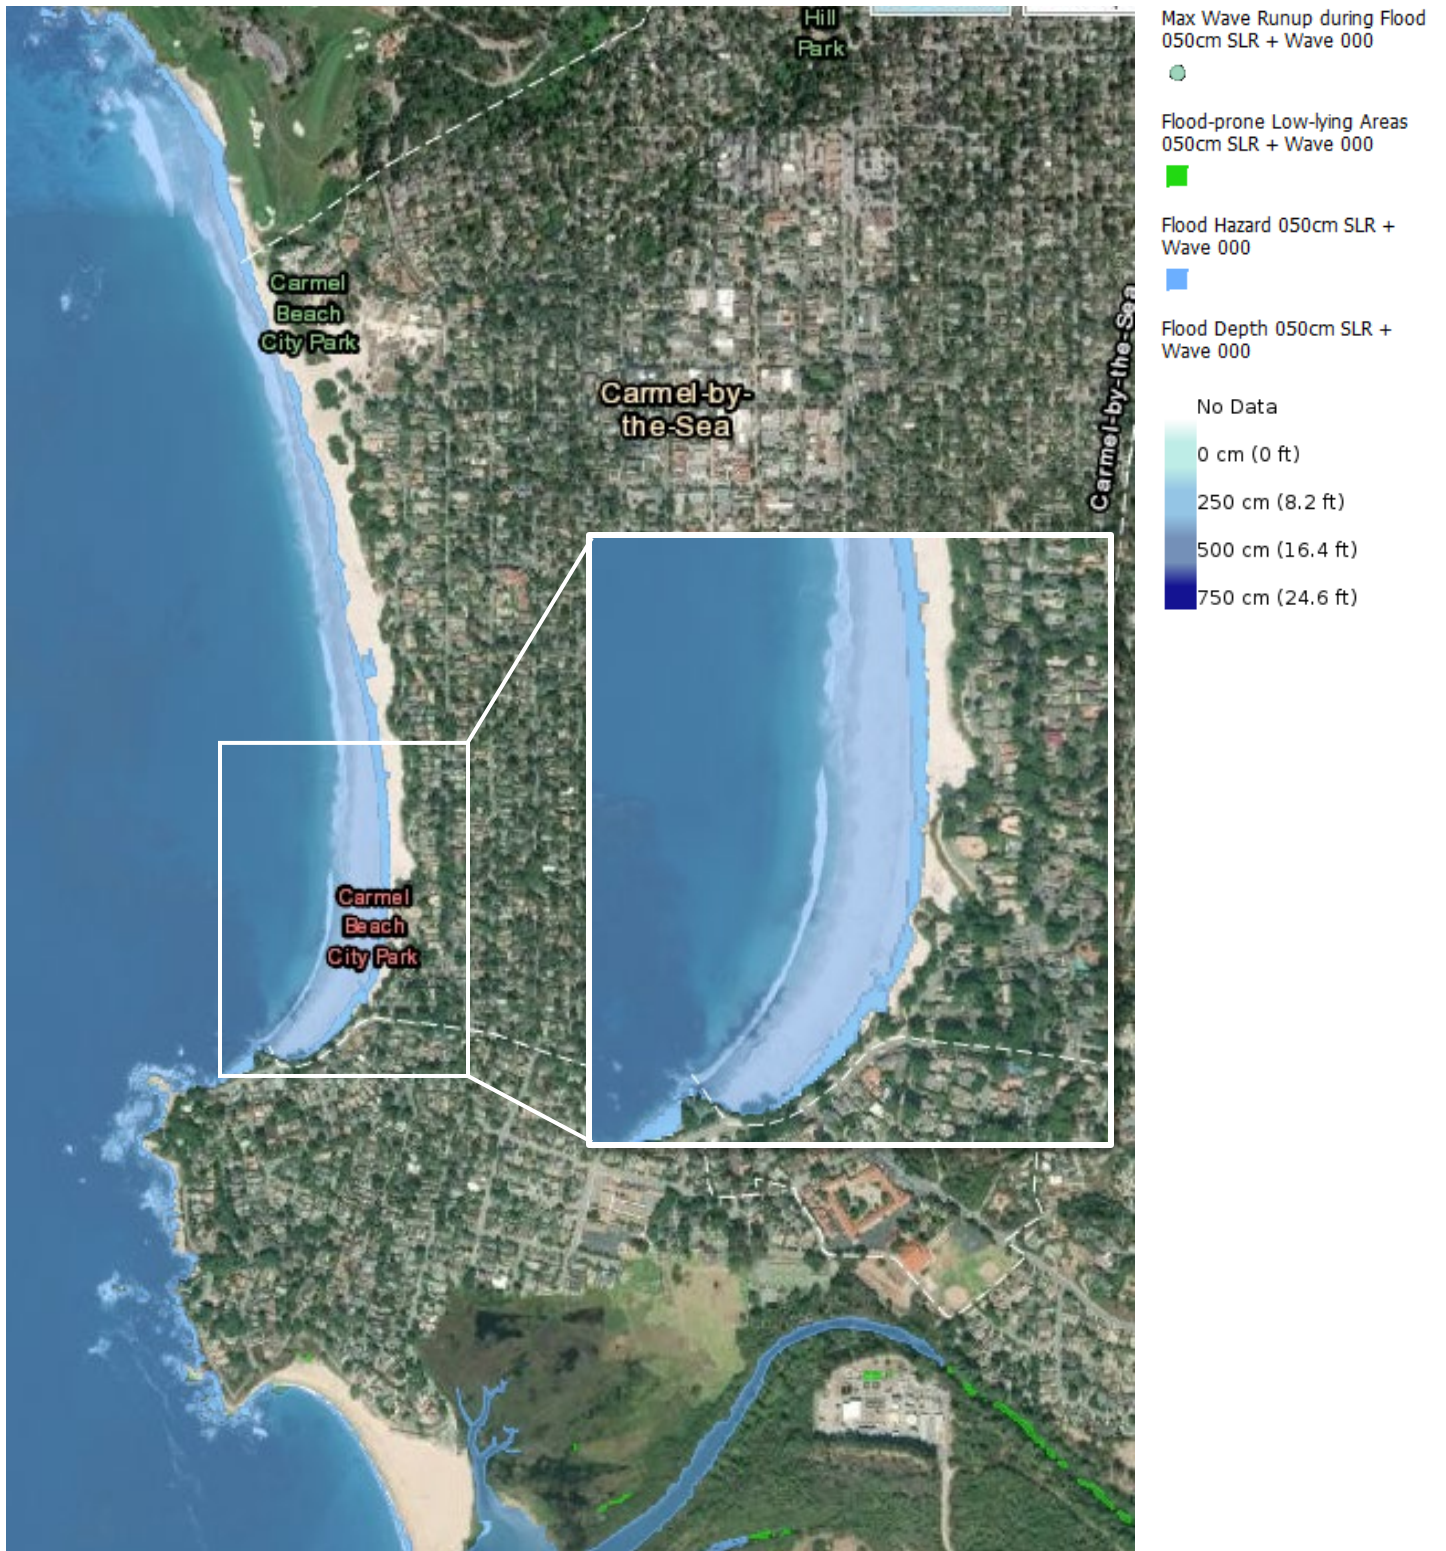 Hill
Park
Carmel
Beach
City Park
Carmel-by-
the-Sea
Carmel-by-the-Sea
Carmel
Beach
City Park
Max Wave Runup during Flood
050cm SLR + Wave 000
Flood-prone Low-lying Areas
050cm SLR + Wave 000
Flood Hazard 050cm SLR +
Wave 000
Flood Depth 050cm SLR +
Wave 000
No Data
0 cm (0 ft)
250 cm (8.2 ft)
500 cm (16.4 ft)
750 cm (24.6 ft)